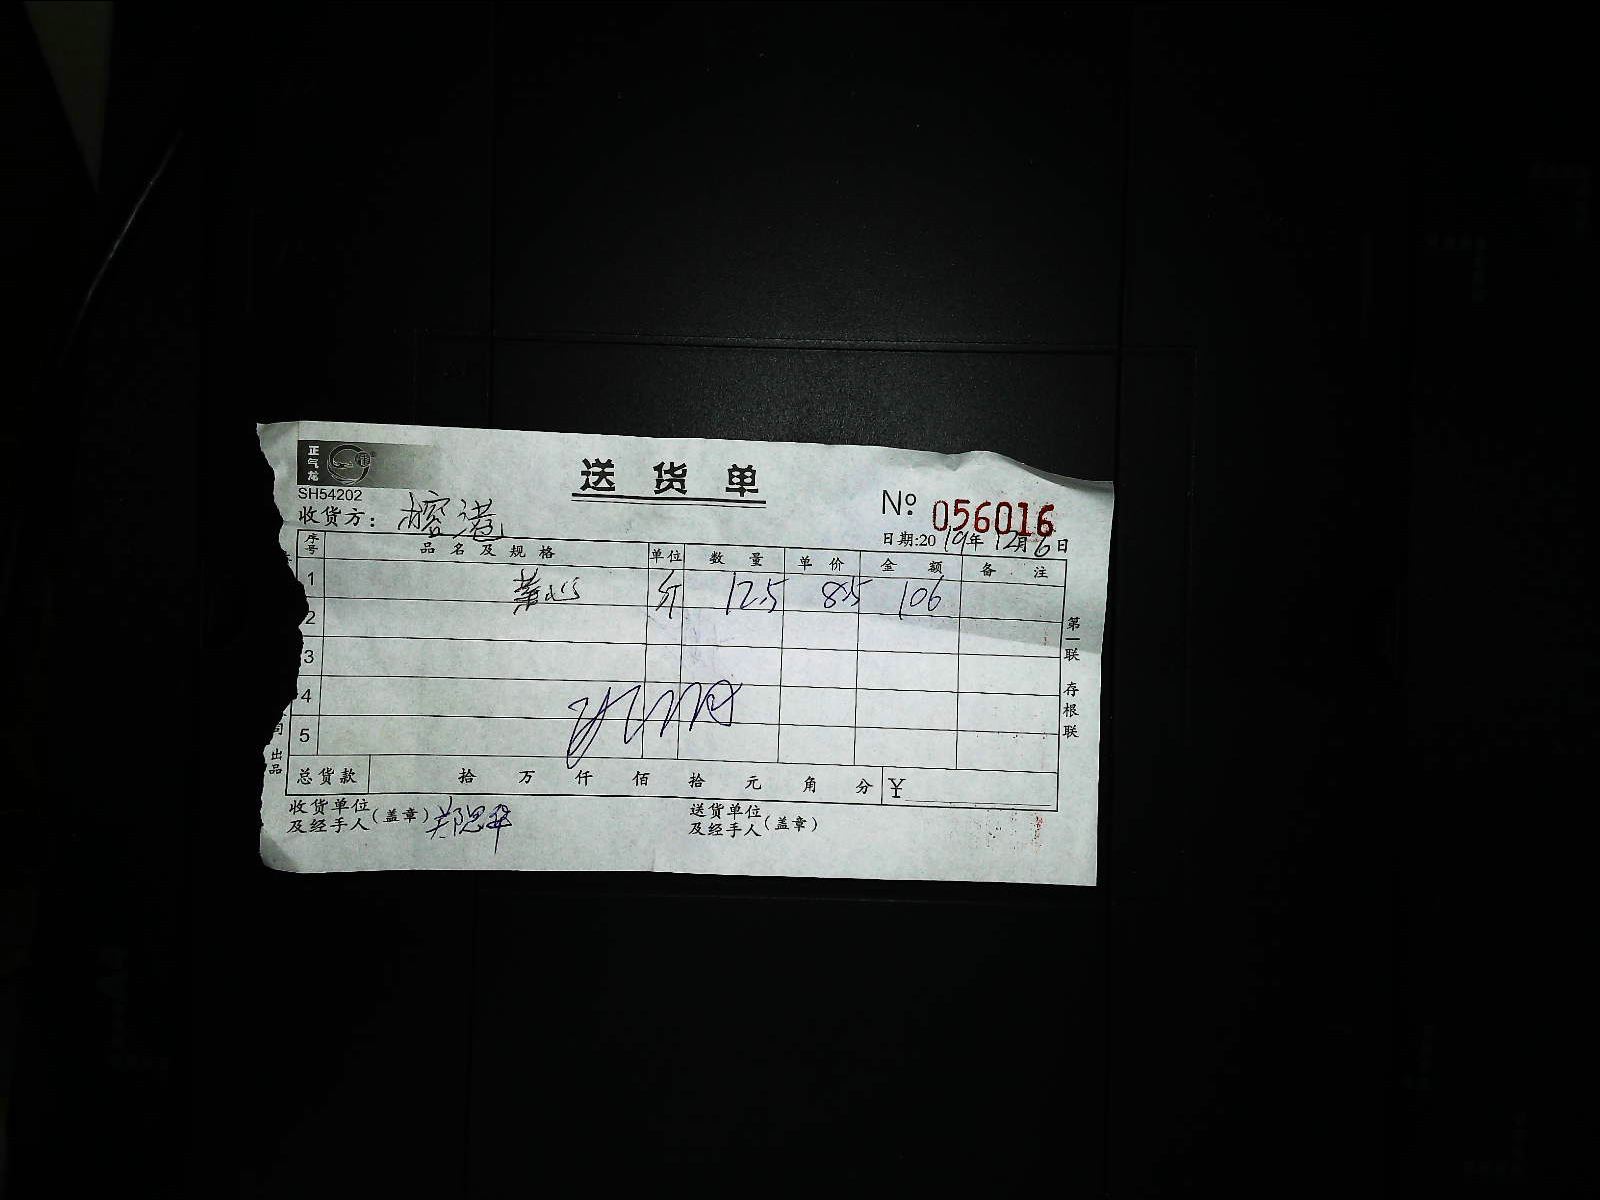 正气龙
SH54202
送货单
№ 056016
收货方: 榕港
日期:2019年12月6日
序号 品名及规格 单位 数量 单价 金额 备注
1 斤 12.5 8.5 106
2
3
4
5
总货款 拾 万 仟 佰 拾 元 角 分 ¥
收货单位及经手人(盖章)
送货单位及经手人(盖章)
第一联 存根联
出品